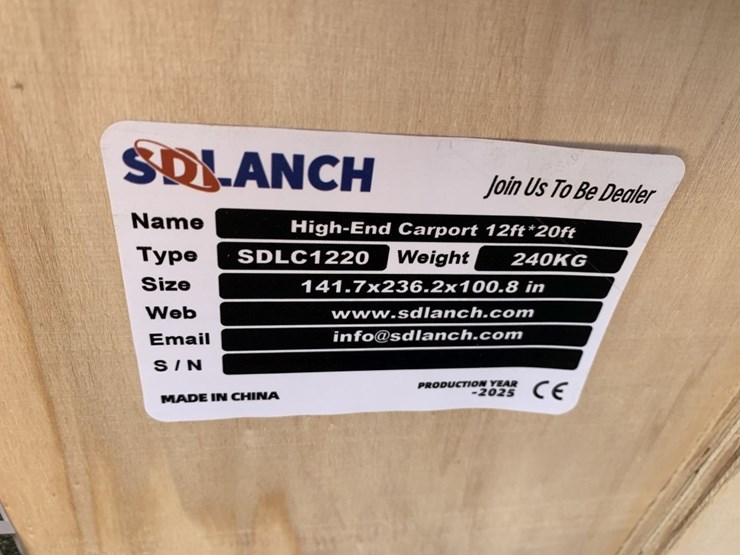 SDLANCH
Join Us To Be Dealer
Name High-End Carport 12ft*20ft
Type SDLC1220 Weight 240KG
Size 141.7x236.2x100.8 in
Web www.sdlanch.com
Email info@sdlanch.com
S / N
MADE IN CHINA
PRODUCTION YEAR
-2025
CE